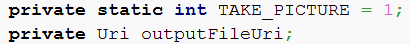 private static int TAKE_PICTURE = 1;
private Uri outputFileUri;